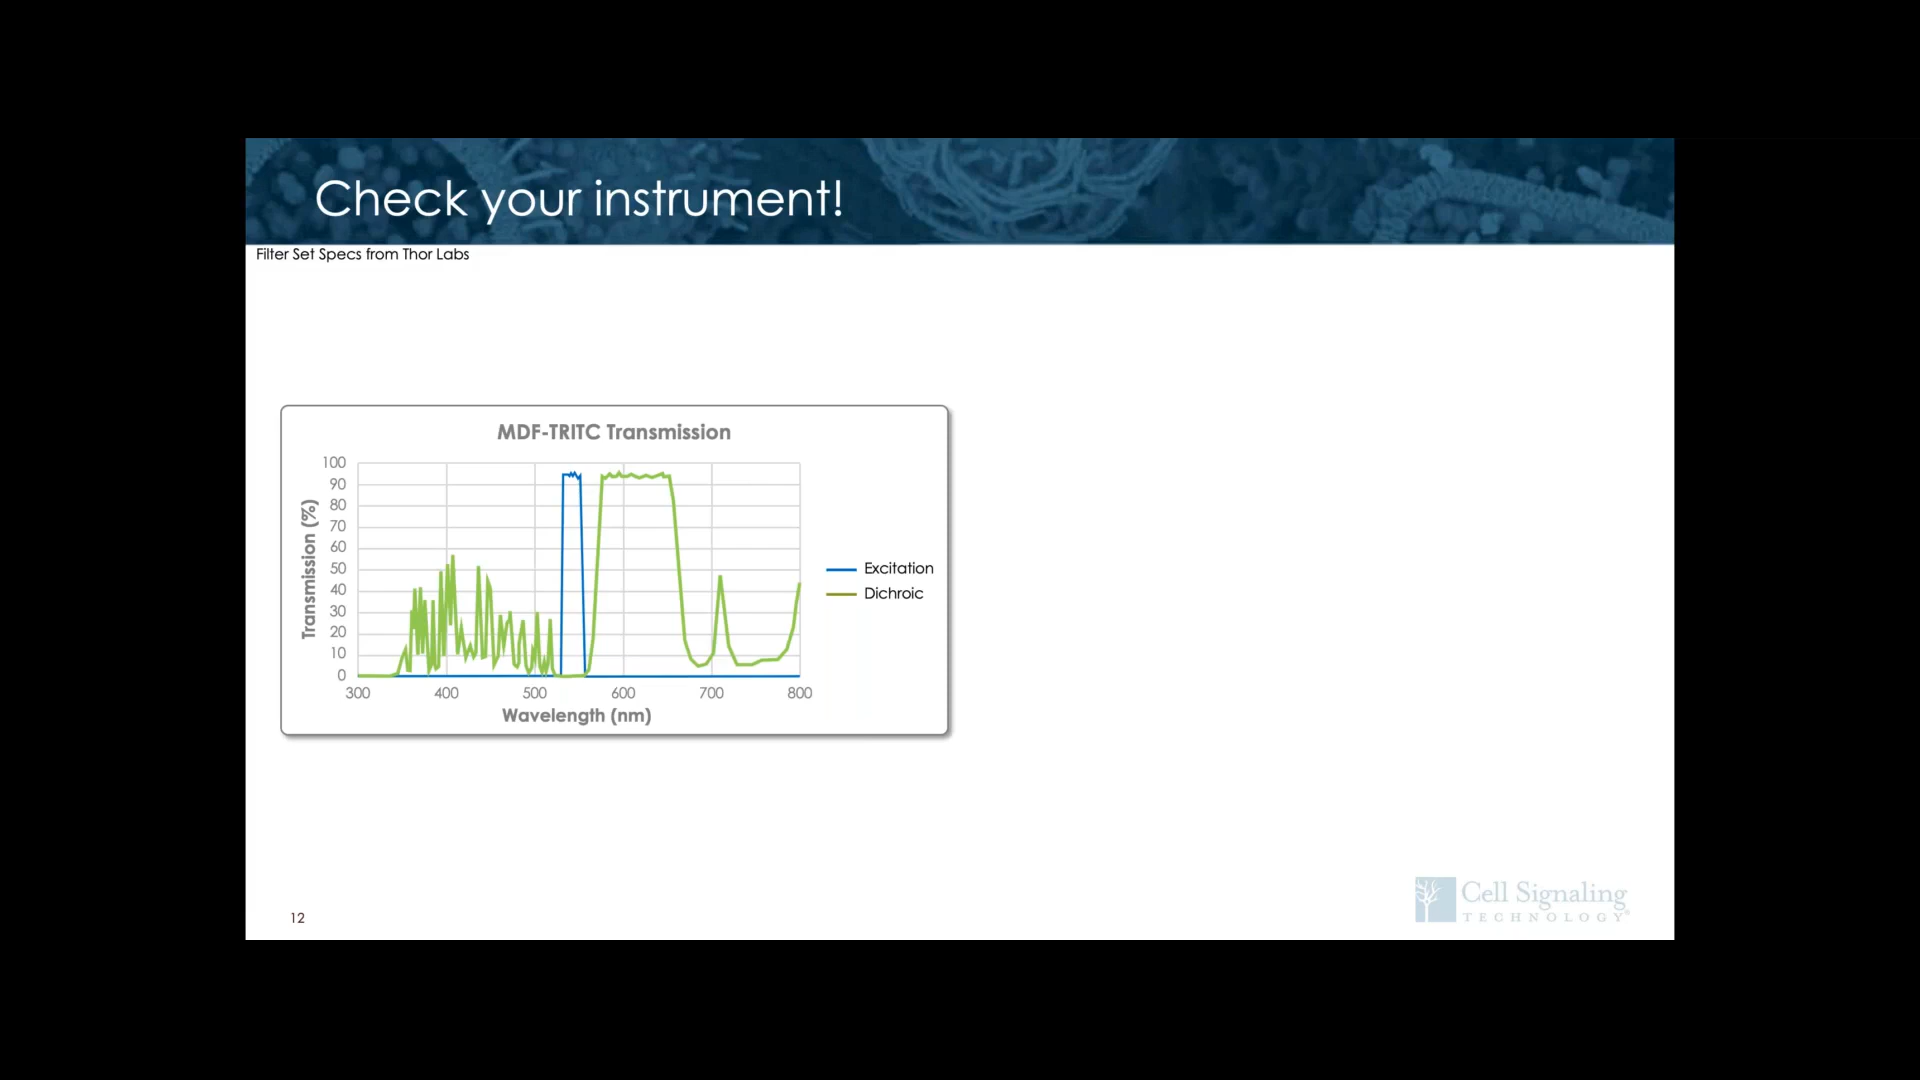 Check your instrument!
Filter Set Specs from Thor Labs
MDF-TRITC Transmission
Transmission (%)
100
90
80
70
60
50
40
30
20
10
0
300 400 500 600 700 800
Wavelength (nm)
Excitation
Dichroic
12
Cell Signaling
TECHNOLOGY®